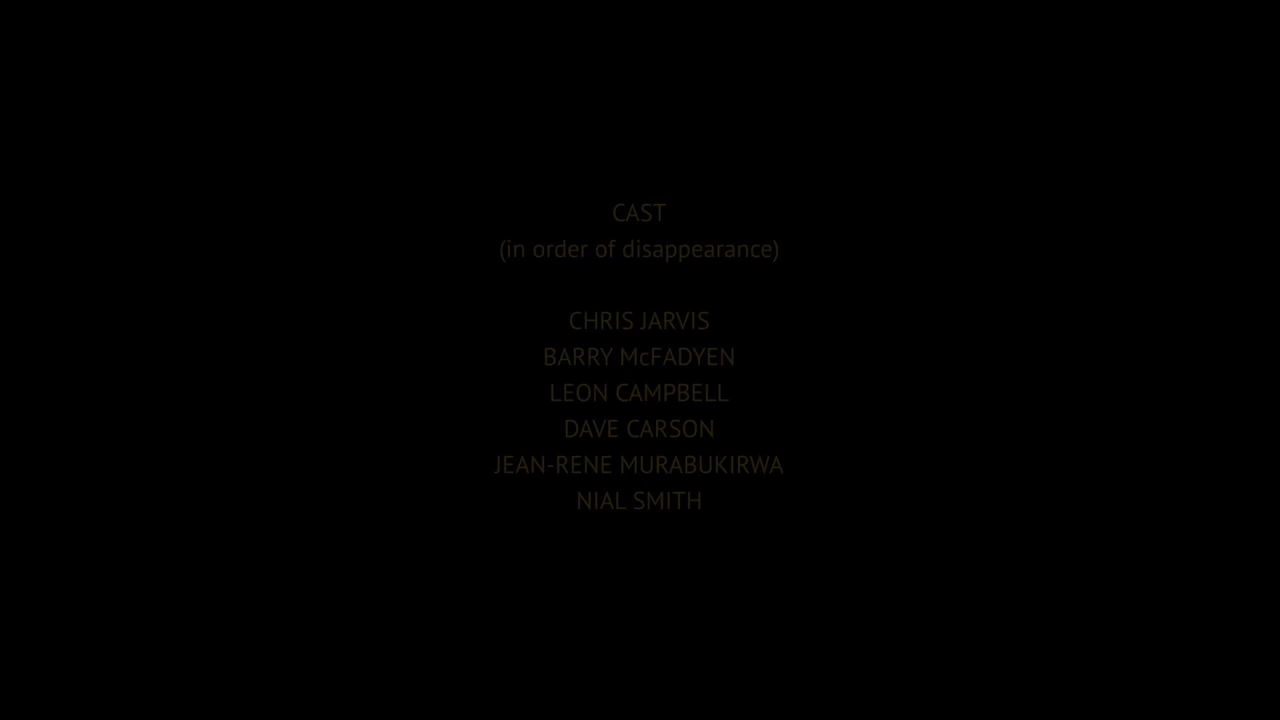 CAST
(in order of disappearance)
CHRIS JARVIS
BARRY McFADYEN
LEON CAMPBELL
DAVE CARSON
JEAN-RENE MURABUKIRWA
NIAL SMITH